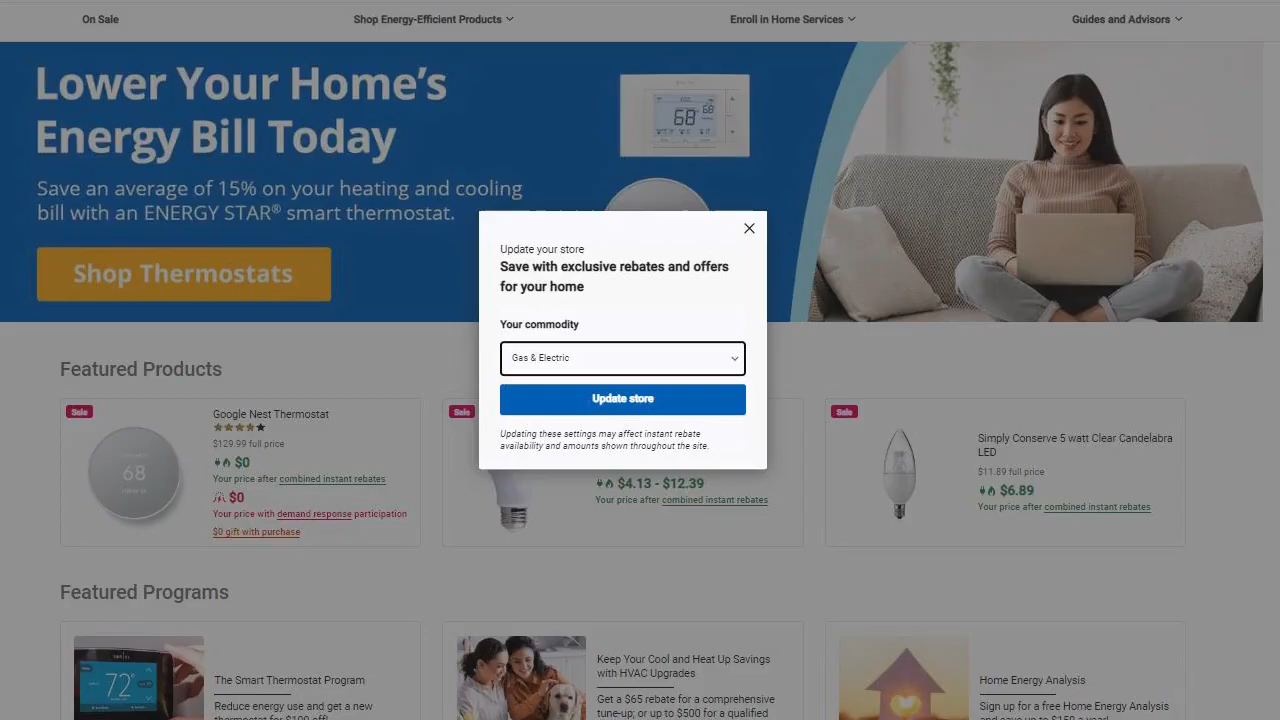 On Sale
Shop Energy-Efficient Products
Enroll in Home Services
Guides and Advisors
Lower Your Home's
Energy Bill Today
Save an average of 15% on your heating and cooling
bill with an ENERGY STAR® smart thermostat.
Shop Thermostats
68
68
Update your store
Save with exclusive rebates and offers
for your home
Your commodity
Gas & Electric
Update store
Updating these settings may affect instant rebate
availability and amounts shown throughout the site.
Featured Products
Sale
Google Nest Thermostat
$129.99 full price
$0
Your price after combined instant rebates
$0
Your price with demand response participation
$0 gift with purchase
68
Sale
$4.13 - $12.39
Your price after combined instant rebates
Sale
Simply Conserve 5 watt Clear Candelabra
LED
$11.89 full price
$6.89
Your price after combined instant rebates
Featured Programs
72°
The Smart Thermostat Program
Reduce energy use and get a new
thermostat for $100 off!
Keep Your Cool and Heat Up Savings
with HVAC Upgrades
Get a $65 rebate for a comprehensive
tune-up; or up to $500 for a qualified
Home Energy Analysis
Sign up for a free Home Energy Analysis